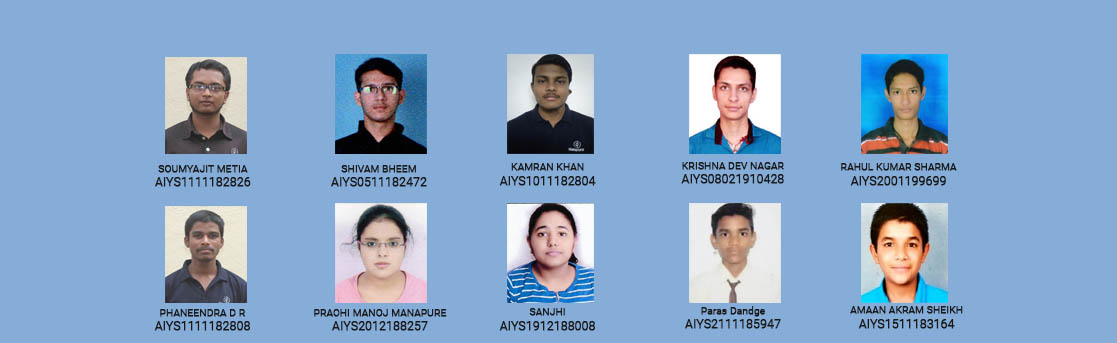 SOUMYAJIT METIA
AIYS1111182826
SHIVAM BHEEM
AIYS0511182472
KAMRAN KHAN
AIYS1011182804
KRISHNA DEV NAGAR
AIYS08021910428
RAHUL KUMAR SHARMA
AIYS2001199699
PHANEENDRA D R
AIYS1111182808
PRACHI MANOJ MANAPURE
AIYS2012188257
SANJHI
AIYS1912188008
Paras Dandge
AIYS2111185947
AMAAN AKRAM SHEIKH
AIYS1511183164